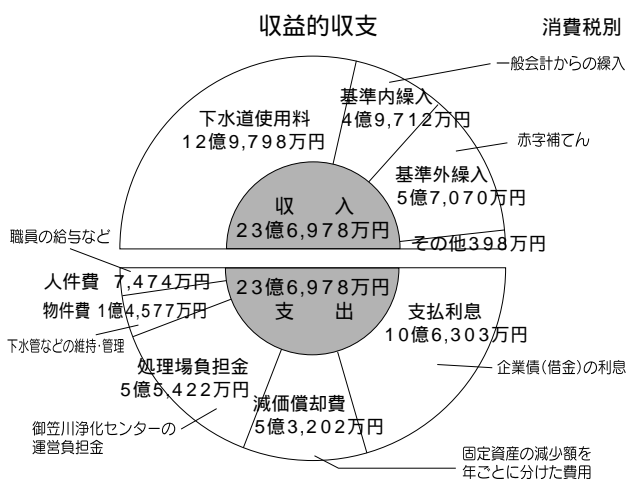 収益的収支
消費税別
一般会計からの繰入
基準内繰入
4億9,712万円
下水道使用料
12億9,798万円
赤字補てん
基準外繰入
5億7,070万円
収 入
23億6,978万円
その他398万円
職員の給与など
人件費 7,474万円
23億6,978万円
支 出
物件費 1億4,577万円
下水管などの維持・管理
支払利息
10億6,303万円
処理場負担金
5億5,422万円
企業債(借金)の利息
減価償却費
5億3,202万円
御笠川浄化センターの
運営負担金
固定資産の減少額を
年ごとに分けた費用